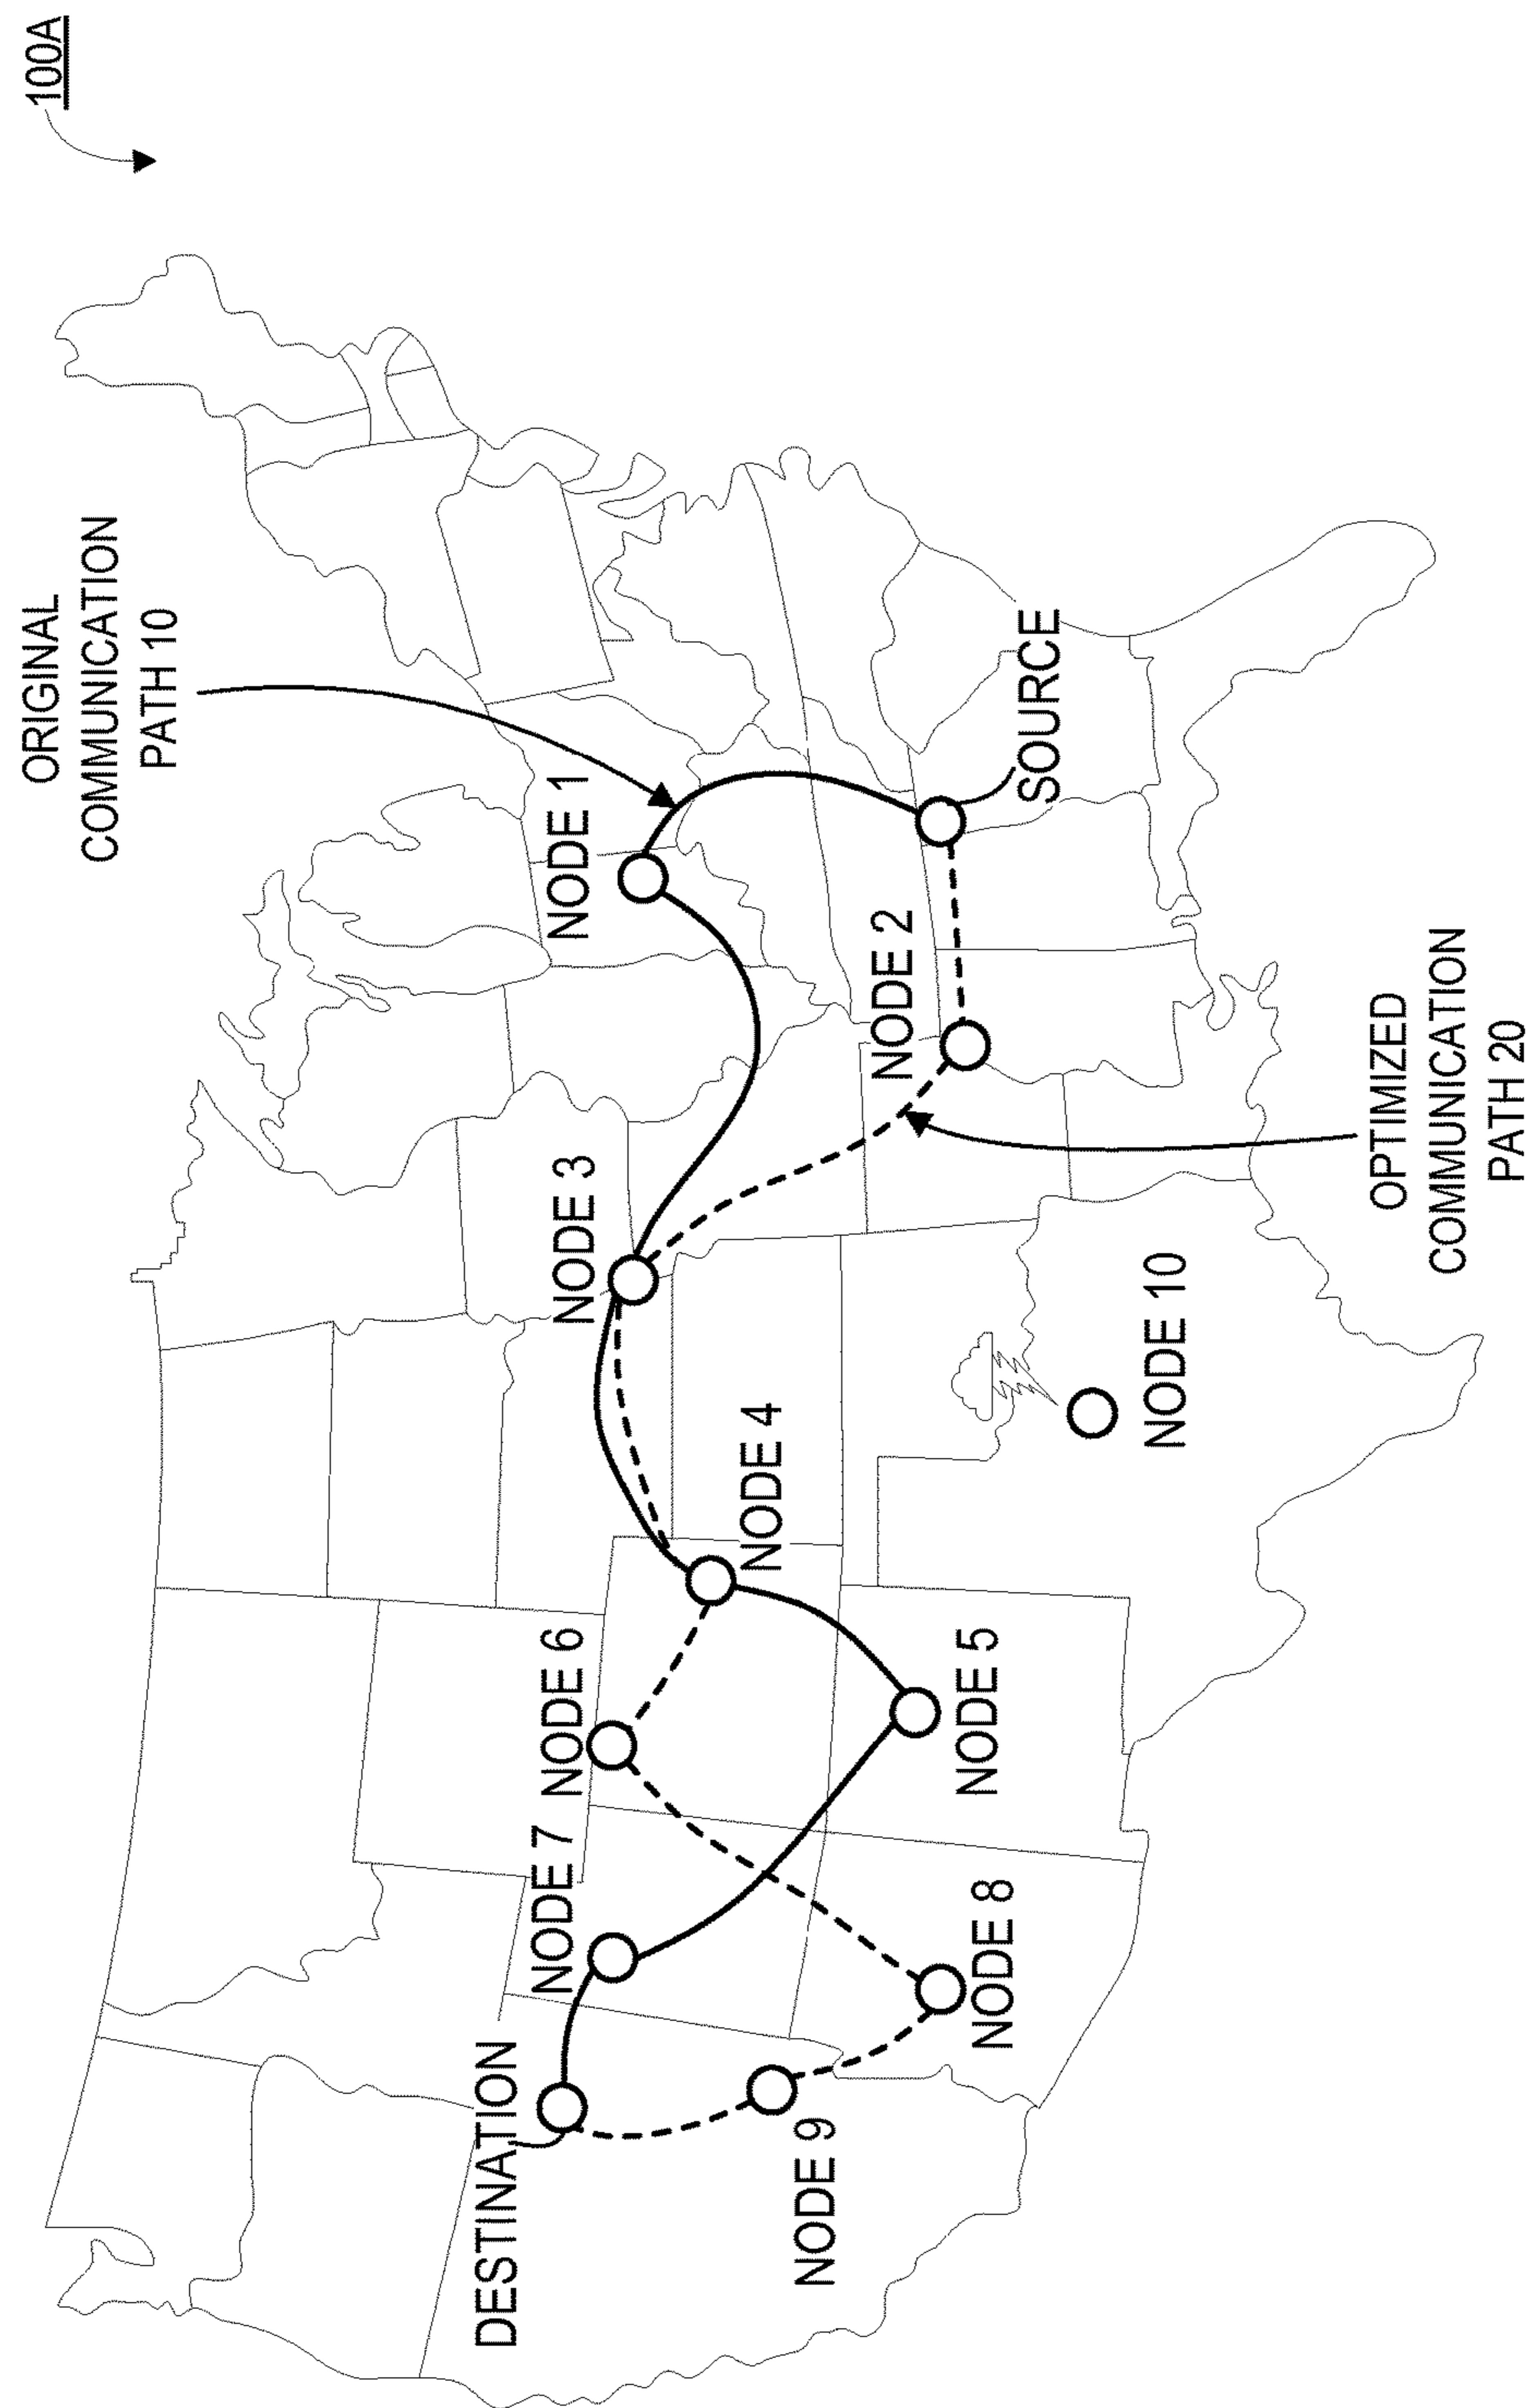 100A
ORIGINAL
COMMUNICATION
PATH 10
DESTINATION
NODE 7
NODE 6
NODE 3
NODE 1
NODE 4
NODE 2
NODE 9
NODE 8
NODE 5
SOURCE
NODE 10
OPTIMIZED
COMMUNICATION
PATH 20